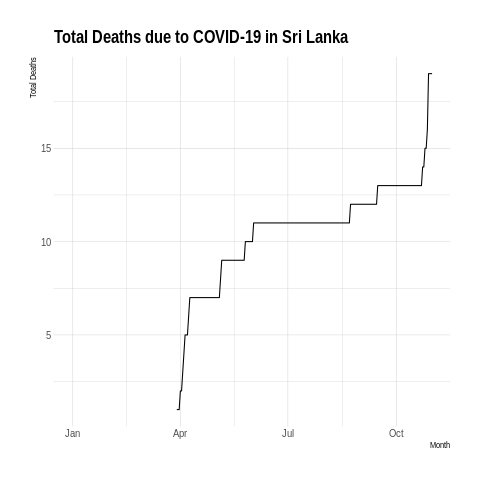 Total Deaths due to COVID-19 in Sri Lanka
Total Deaths
15
10
5
Jan Apr Jul Oct
Month